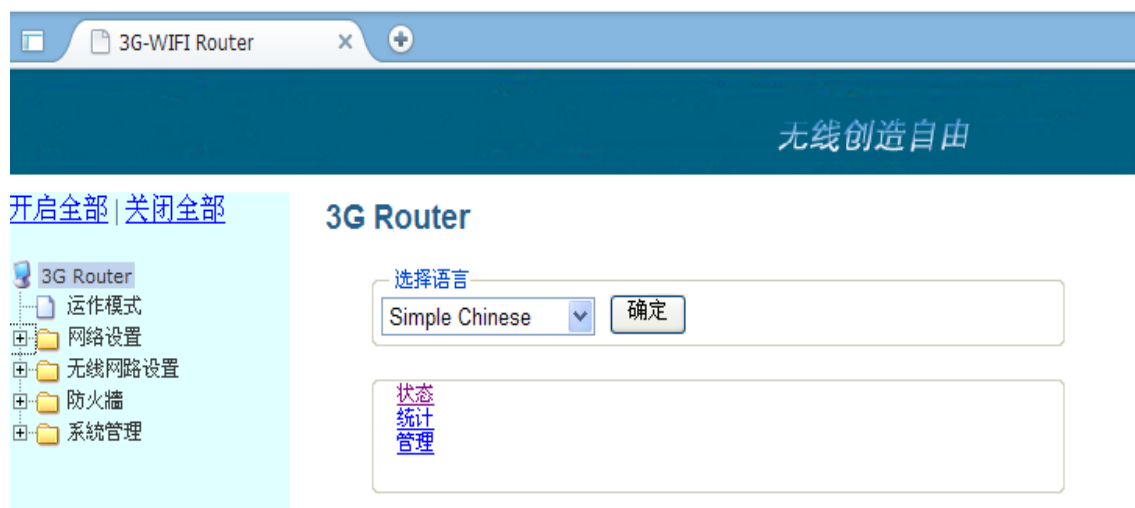 3G-WIFI Router
无线创造自由
开启全部 | 关闭全部
3G Router
运作模式
网络设置
无线网路设置
防火牆
系统管理
3G Router
选择语言
Simple Chinese 确定
状态
统计
管理